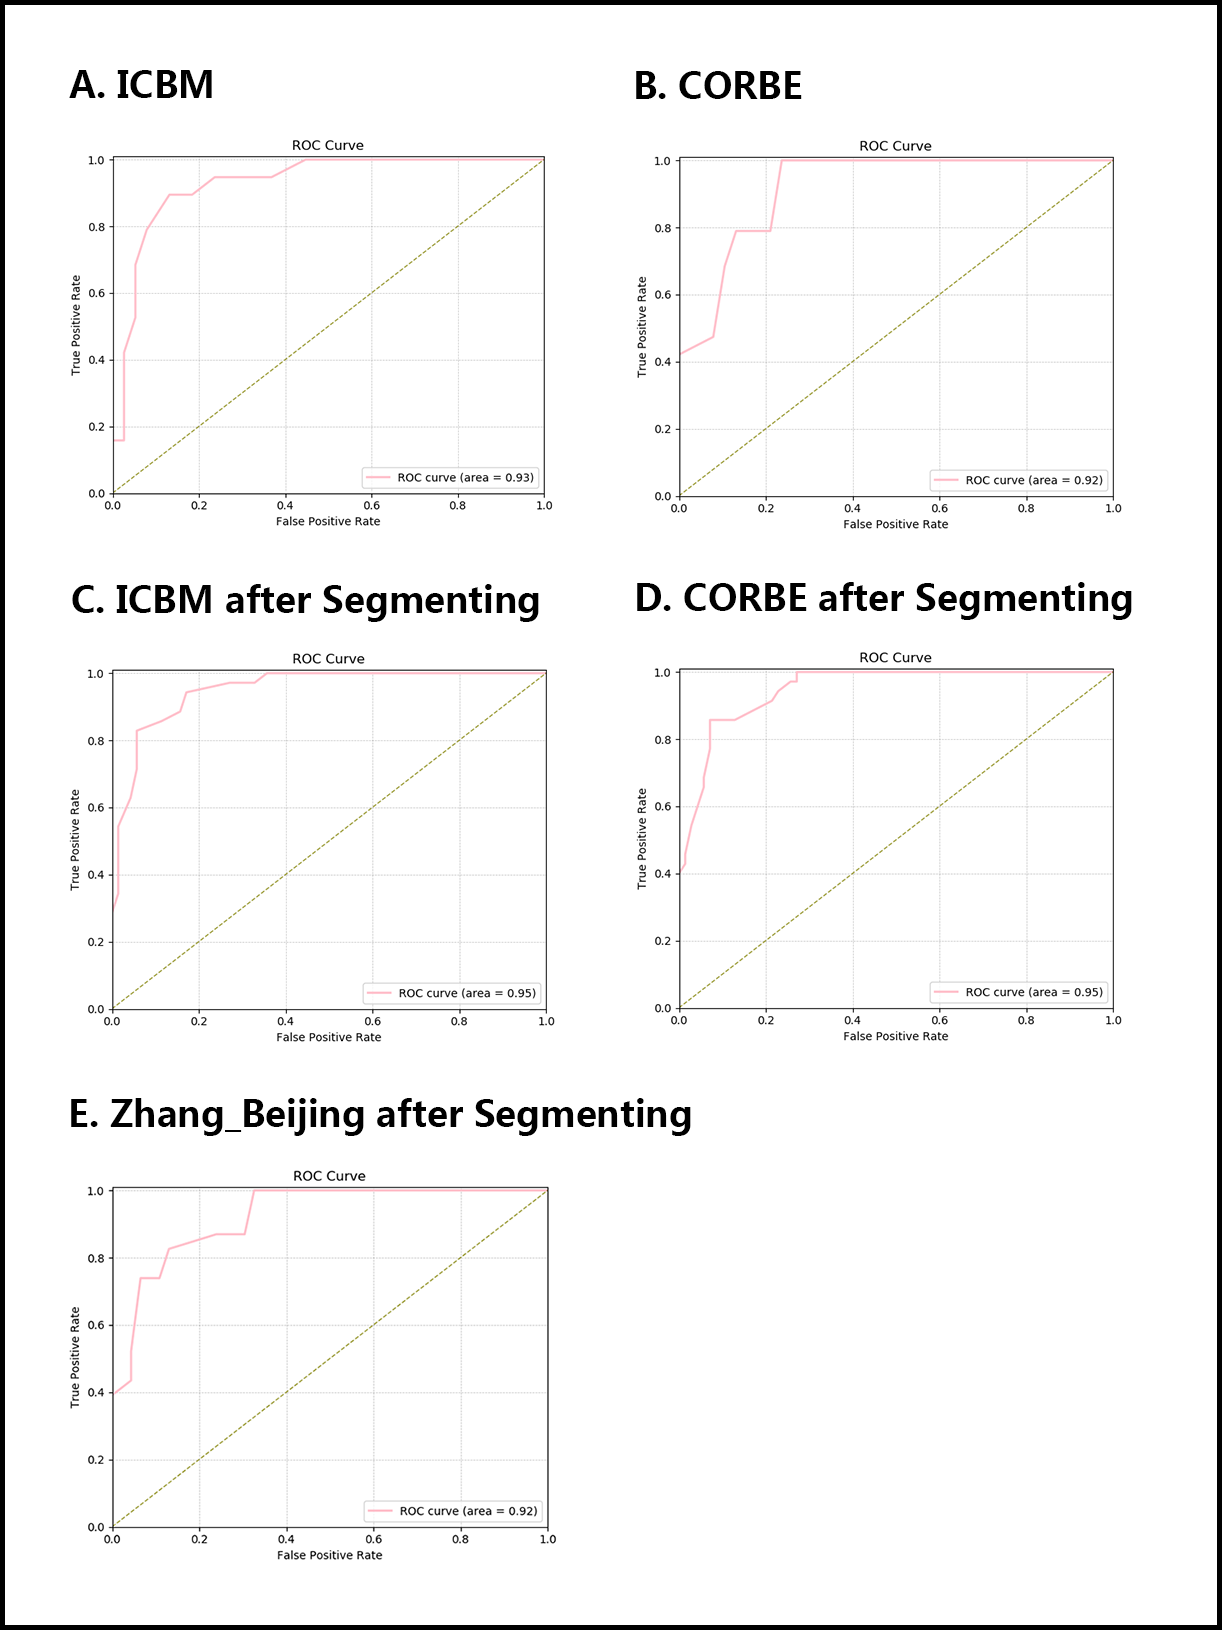 A. ICBM
ROC Curve
1.0
0.8
0.6
0.4
0.2
0.0
True Positive Rate
ROC curve (area = 0.93)
0.0 0.2 0.4 0.6 0.8 1.0
False Positive Rate
B. CORBE
ROC Curve
1.0
0.8
0.6
0.4
0.2
0.0
True Positive Rate
ROC curve (area = 0.92)
0.0 0.2 0.4 0.6 0.8 1.0
False Positive Rate
C. ICBM after Segmenting
ROC Curve
1.0
0.8
0.6
0.4
0.2
0.0
True Positive Rate
ROC curve (area = 0.95)
0.0 0.2 0.4 0.6 0.8 1.0
False Positive Rate
D. CORBE after Segmenting
ROC Curve
1.0
0.8
0.6
0.4
0.2
0.0
True Positive Rate
ROC curve (area = 0.95)
0.0 0.2 0.4 0.6 0.8 1.0
False Positive Rate
E. Zhang_Beijing after Segmenting
ROC Curve
1.0
0.8
0.6
0.4
0.2
0.0
True Positive Rate
ROC curve (area = 0.92)
0.0 0.2 0.4 0.6 0.8 1.0
False Positive Rate